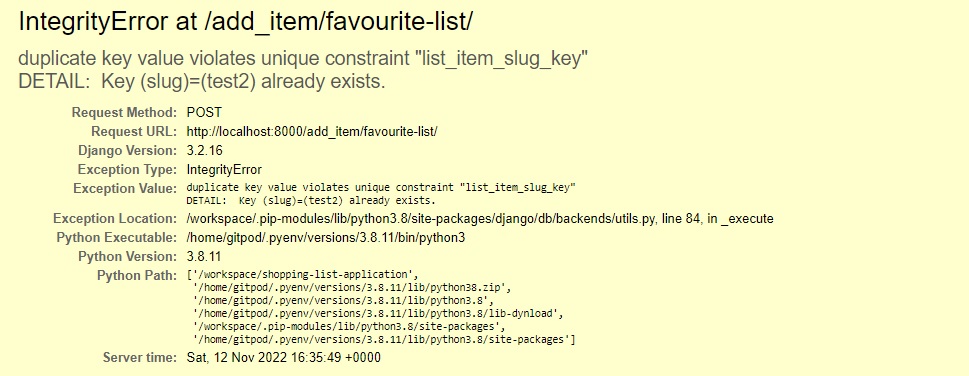 IntegrityError at /add_item/favourite-list/
duplicate key value violates unique constraint "list_item_slug_key"
DETAIL:  Key (slug)=(test2) already exists.
Request Method: POST
Request URL: http://localhost:8000/add_item/favourite-list/
Django Version: 3.2.16
Exception Type: IntegrityError
Exception Value: duplicate key value violates unique constraint "list_item_slug_key"
DETAIL:  Key (slug)=(test2) already exists.
Exception Location: /workspace/.pip-modules/lib/python3.8/site-packages/django/db/backends/utils.py, line 84, in _execute
Python Executable: /home/gitpod/.pyenv/versions/3.8.11/bin/python3
Python Version: 3.8.11
Python Path: ['/workspace/shopping-list-application',
'/home/gitpod/.pyenv/versions/3.8.11/lib/python38.zip',
'/home/gitpod/.pyenv/versions/3.8.11/lib/python3.8',
'/home/gitpod/.pyenv/versions/3.8.11/lib/python3.8/lib-dynload',
'/workspace/.pip-modules/lib/python3.8/site-packages',
'/home/gitpod/.pyenv/versions/3.8.11/lib/python3.8/site-packages']
Server time: Sat, 12 Nov 2022 16:35:49 +0000